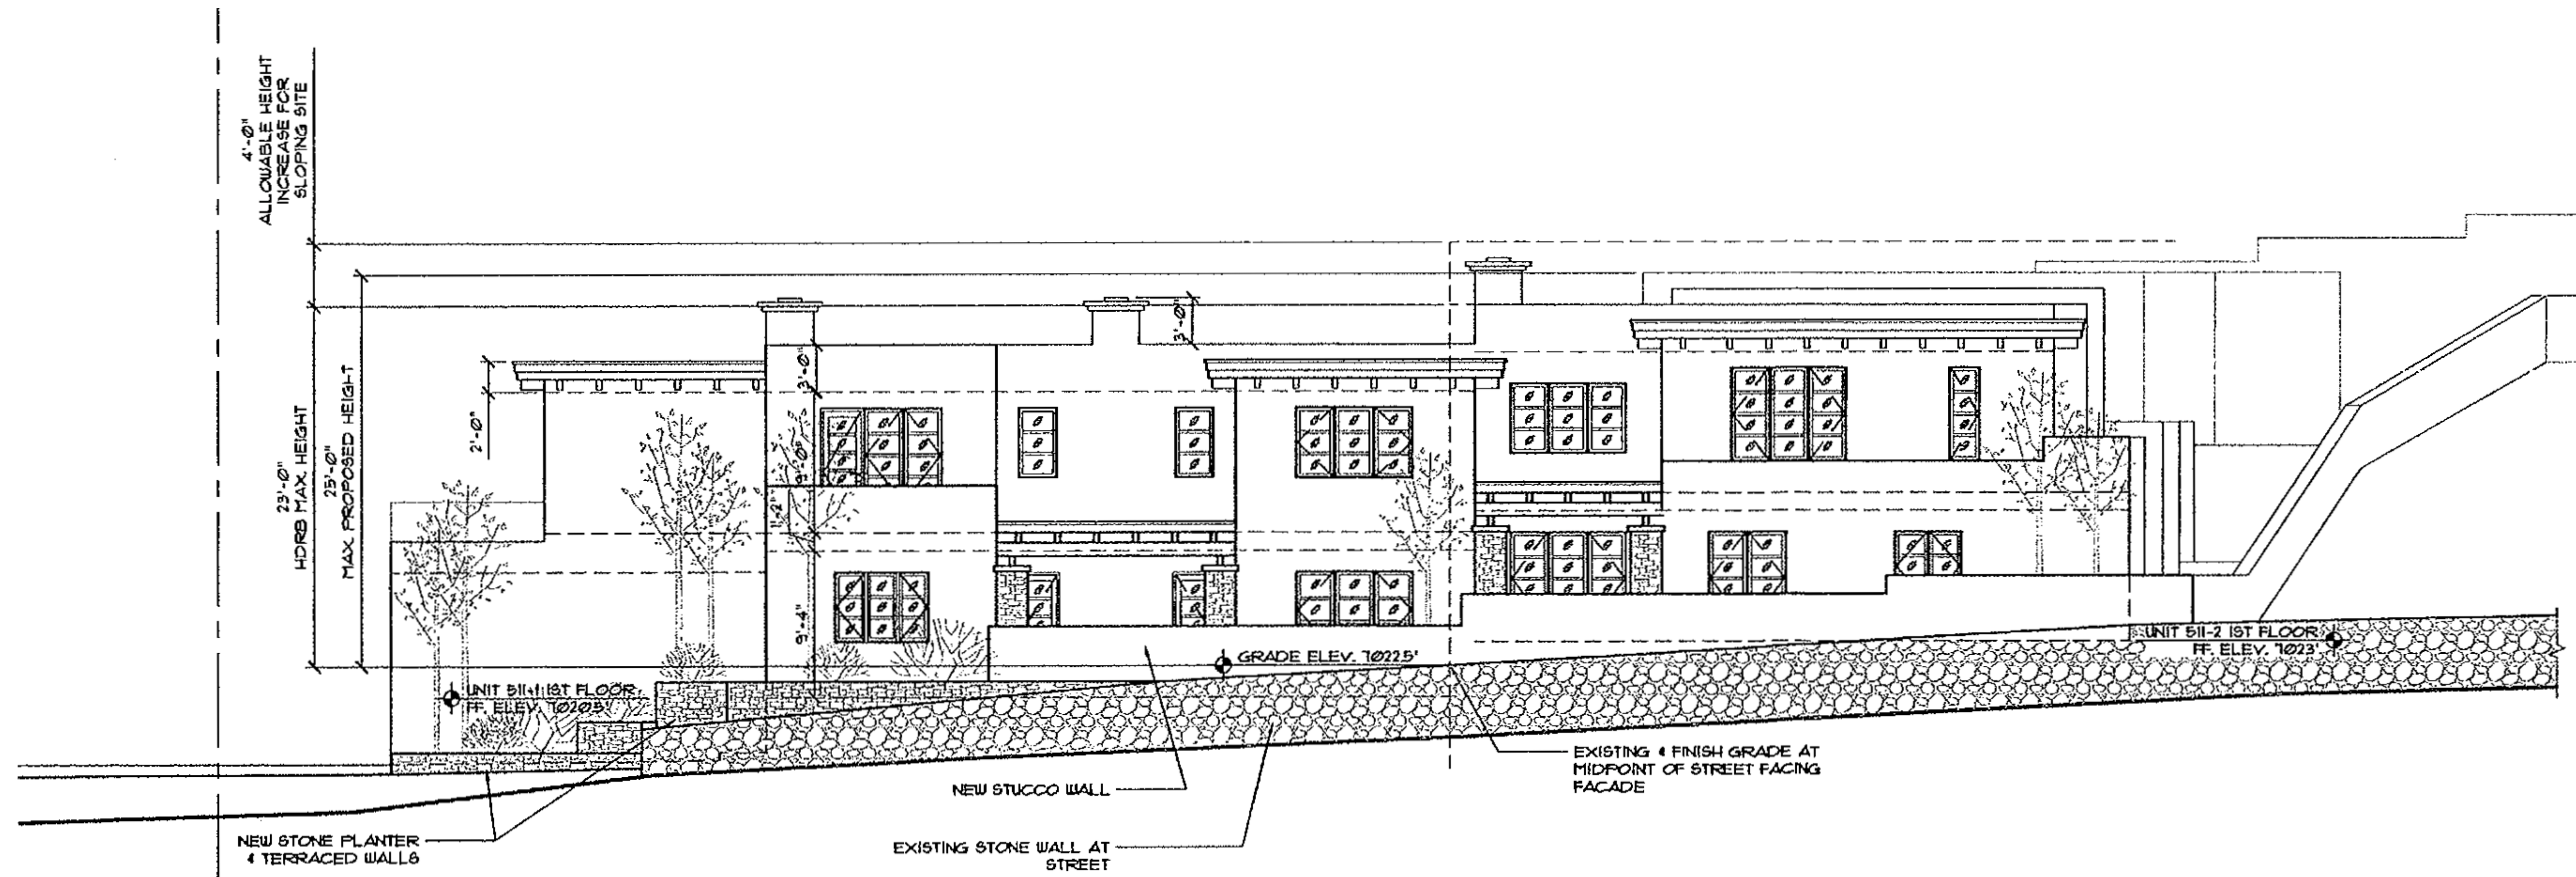 4'-0"
ALLOWABLE HEIGHT
INCREASE FOR
SLOPING SITE
23'-0"
HDRB MAX. HEIGHT
25'-0"
MAX PROPOSED HEIGHT
2'-0"
3'-0"
9'-0"
11'-2"
9'-4"
3'-0"
UNIT 511-1 1ST FLOOR
FF. ELEV. 7020.5'
GRADE ELEV. 7022.5'
UNIT 511-2 1ST FLOOR
FF. ELEV. 7023'
NEW STONE PLANTER
& TERRACED WALLS
NEW STUCCO WALL
EXISTING STONE WALL AT
STREET
EXISTING & FINISH GRADE AT
MIDPOINT OF STREET FACING
FACADE